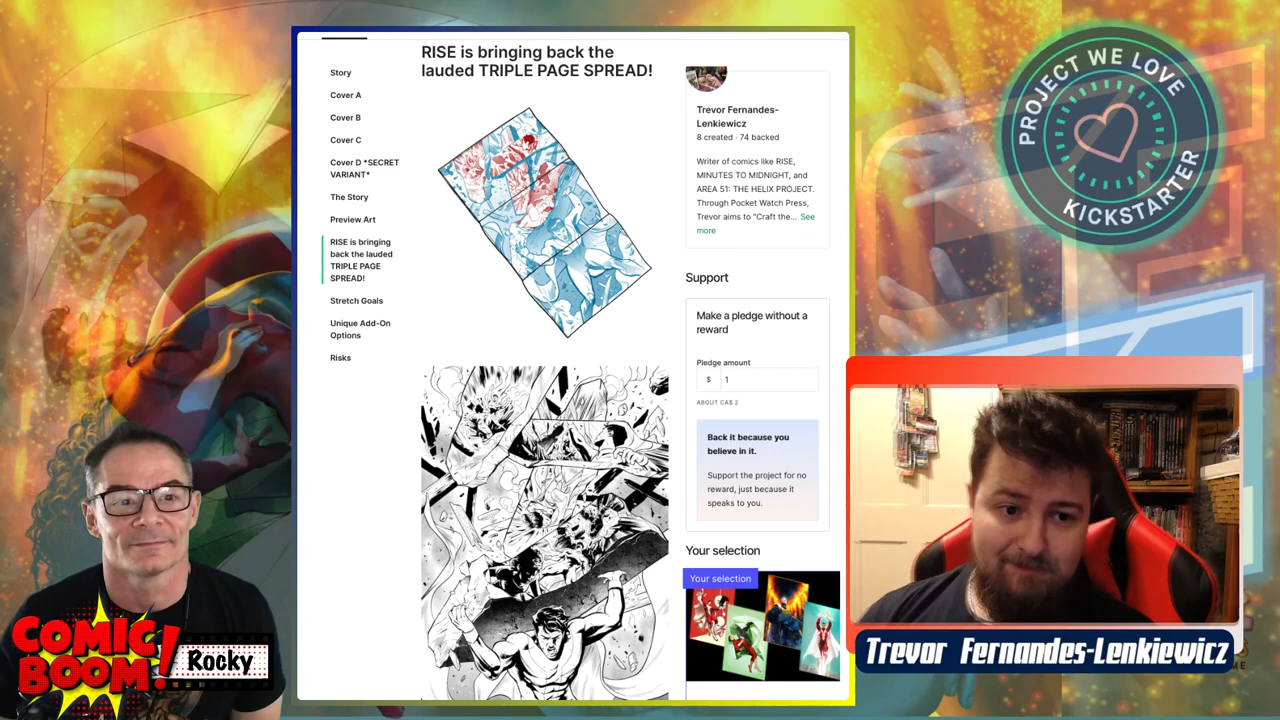 RISE is bringing back the
lauded TRIPLE PAGE SPREAD!
Story
Cover A
Cover B
Cover C
Cover D *SECRET
VARIANT*
The Story
Preview Art
RISE is bringing
back the lauded
TRIPLE PAGE
SPREAD!
Stretch Goals
Unique Add-On
Options
Risks
Trevor Fernandes-
Lenkiewicz
8 created · 74 backed
Writer of comics like RISE,
MINUTES TO MIDNIGHT, and
AREA 51: THE HELIX PROJECT.
Through Pocket Watch Press,
Trevor aims to "Craft the... See
more
Support
Make a pledge without a
reward
Pledge amount
$ 1
ABOUT CA$ 2
Back it because you
believe in it.
Support the project for no
reward, just because it
speaks to you.
Your selection
Your selection
PROJECT WE LOVE
KICKSTARTER
COMIC
BOOM!
Rocky
Trevor Fernandes-Lenkiewicz